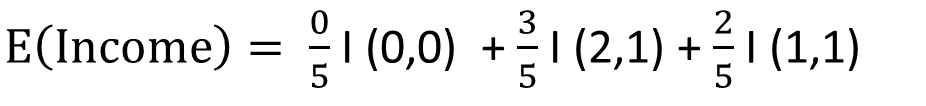 E(Income) = 0/5 I (0,0) + 3/5 I (2,1) + 2/5 I (1,1)